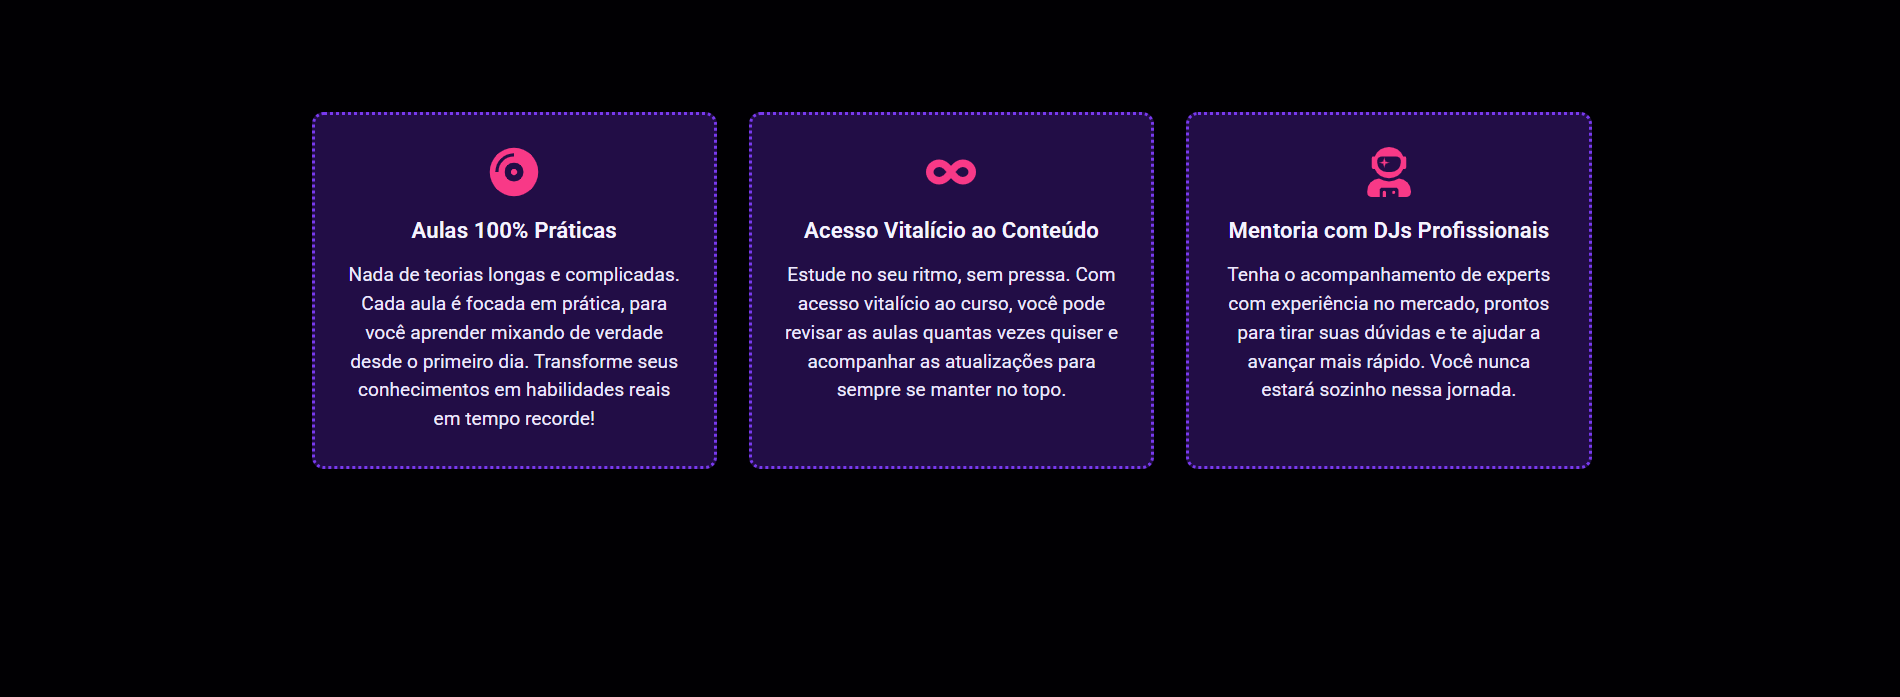 Aulas 100% Práticas
Nada de teorias longas e complicadas.
Cada aula é focada em prática, para
você aprender mixando de verdade
desde o primeiro dia. Transforme seus
conhecimentos em habilidades reais
em tempo recorde!
Acesso Vitalício ao Conteúdo
Estude no seu ritmo, sem pressa. Com
acesso vitalício ao curso, você pode
revisar as aulas quantas vezes quiser e
acompanhar as atualizações para
sempre se manter no topo.
Mentoria com DJs Profissionais
Tenha o acompanhamento de experts
com experiência no mercado, prontos
para tirar suas dúvidas e te ajudar a
avançar mais rápido. Você nunca
estará sozinho nessa jornada.